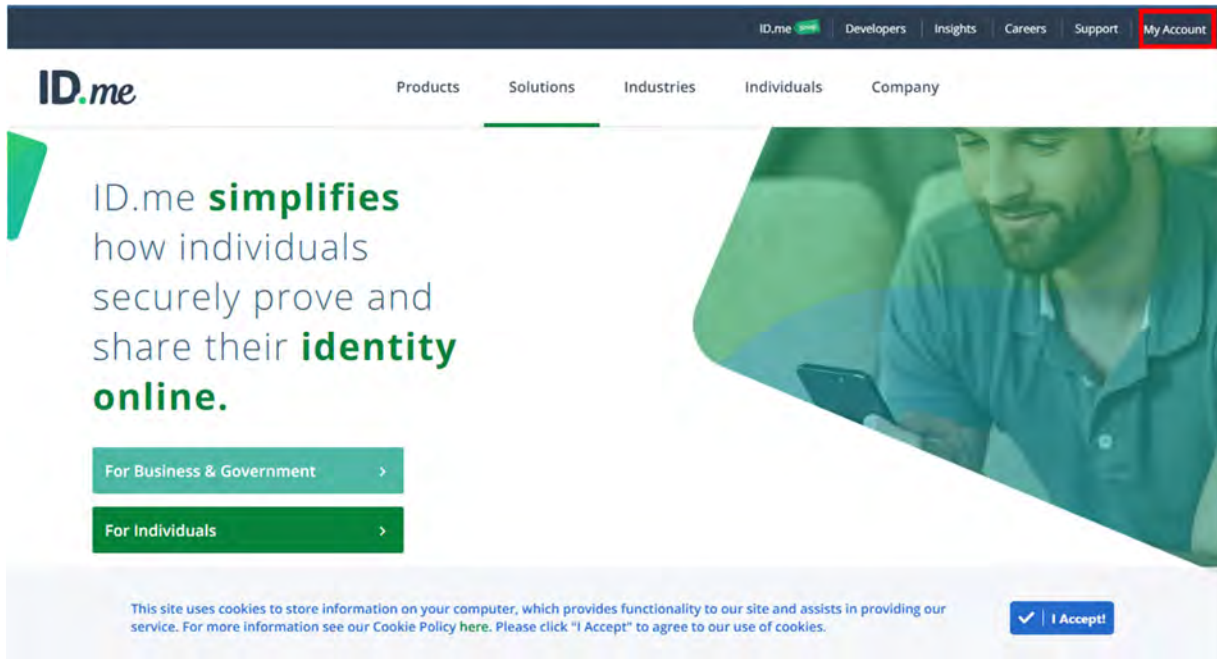 ID.me shop Developers Insights Careers Support My Account
ID.me Products Solutions Industries Individuals Company
ID.me simplifies
how individuals
securely prove and
share their identity
online.
For Business & Government
For Individuals
This site uses cookies to store information on your computer, which provides functionality to our site and assists in providing our
service. For more information see our Cookie Policy here. Please click "I Accept" to agree to our use of cookies.
I Accept!